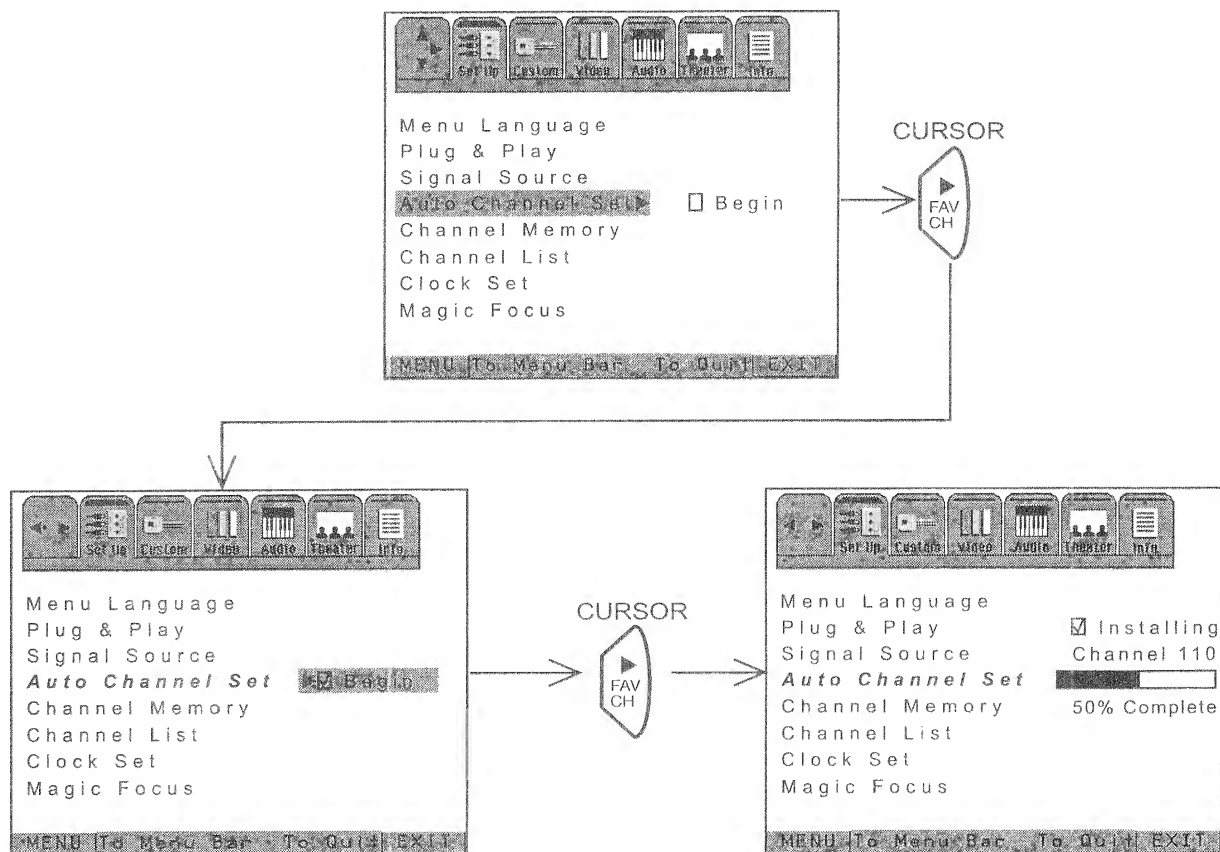 Set Up Custom Video Audio Theater Info
Menu Language
Plug & Play
Signal Source
Auto Channel Set
Begin
Channel Memory
Channel List
Clock Set
Magic Focus
MENU To Menu Bar To Quit EXIT
CURSOR
FAV
CH
Set Up Custom Video Audio Theater Info
Menu Language
Plug & Play
Signal Source
Auto Channel Set
Begin
Channel Memory
Channel List
Clock Set
Magic Focus
MENU To Menu Bar To Quit EXIT
CURSOR
FAV
CH
Set Up Custom Video Audio Theater Info
Menu Language
Plug & Play
Installing
Signal Source
Channel 110
Auto Channel Set
Channel Memory
50% Complete
Channel List
Clock Set
Magic Focus
MENU To Menu Bar To Quit EXIT